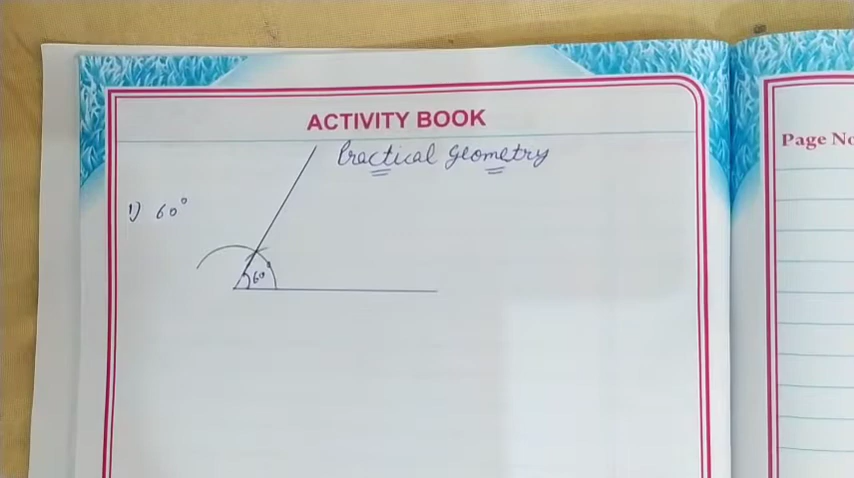 ACTIVITY BOOK
Practical Geometry
1) 60°
60°
Page No